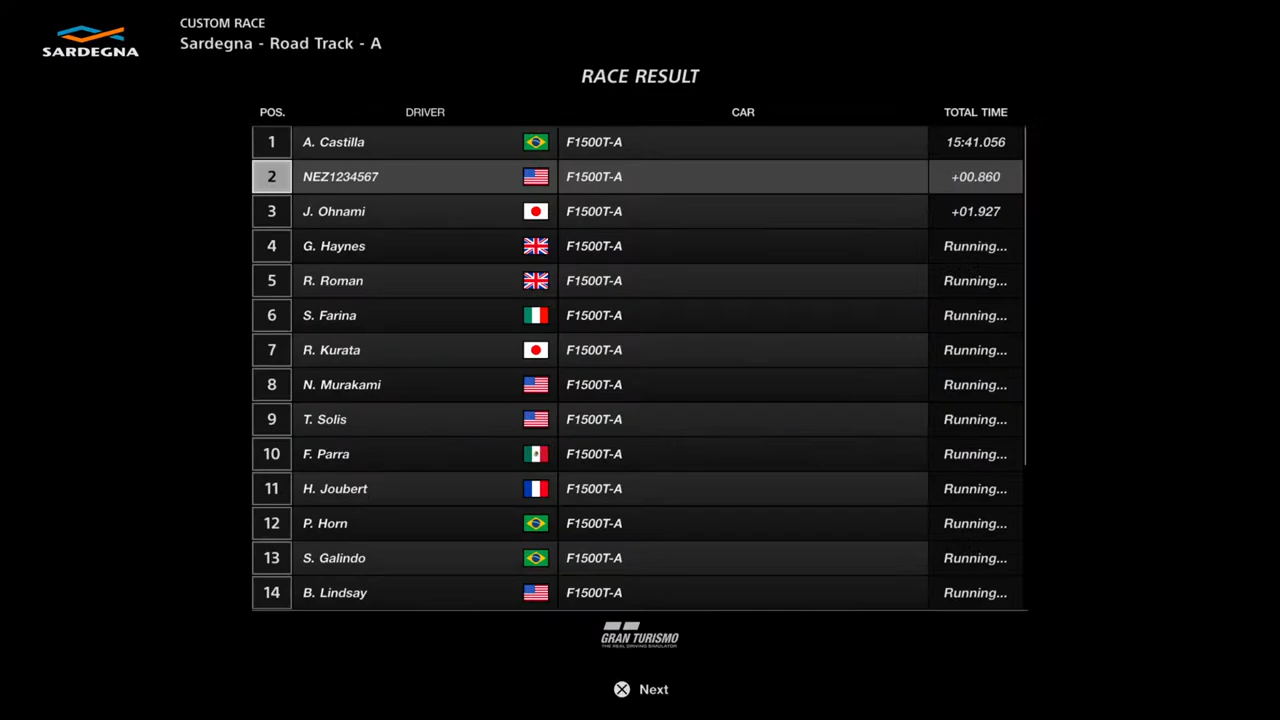 CUSTOM RACE
Sardegna - Road Track - A
SARDEGNA
RACE RESULT
POS. DRIVER CAR TOTAL TIME
1 A. Castilla F1500T-A 15:41.056
2 NEZ1234567 F1500T-A +00.860
3 J. Ohnami F1500T-A +01.927
4 G. Haynes F1500T-A Running...
5 R. Roman F1500T-A Running...
6 S. Farina F1500T-A Running...
7 R. Kurata F1500T-A Running...
8 N. Murakami F1500T-A Running...
9 T. Solis F1500T-A Running...
10 F. Parra F1500T-A Running...
11 H. Joubert F1500T-A Running...
12 P. Horn F1500T-A Running...
13 S. Galindo F1500T-A Running...
14 B. Lindsay F1500T-A Running...
GRAN TURISMO
THE REAL DRIVING SIMULATOR
Next